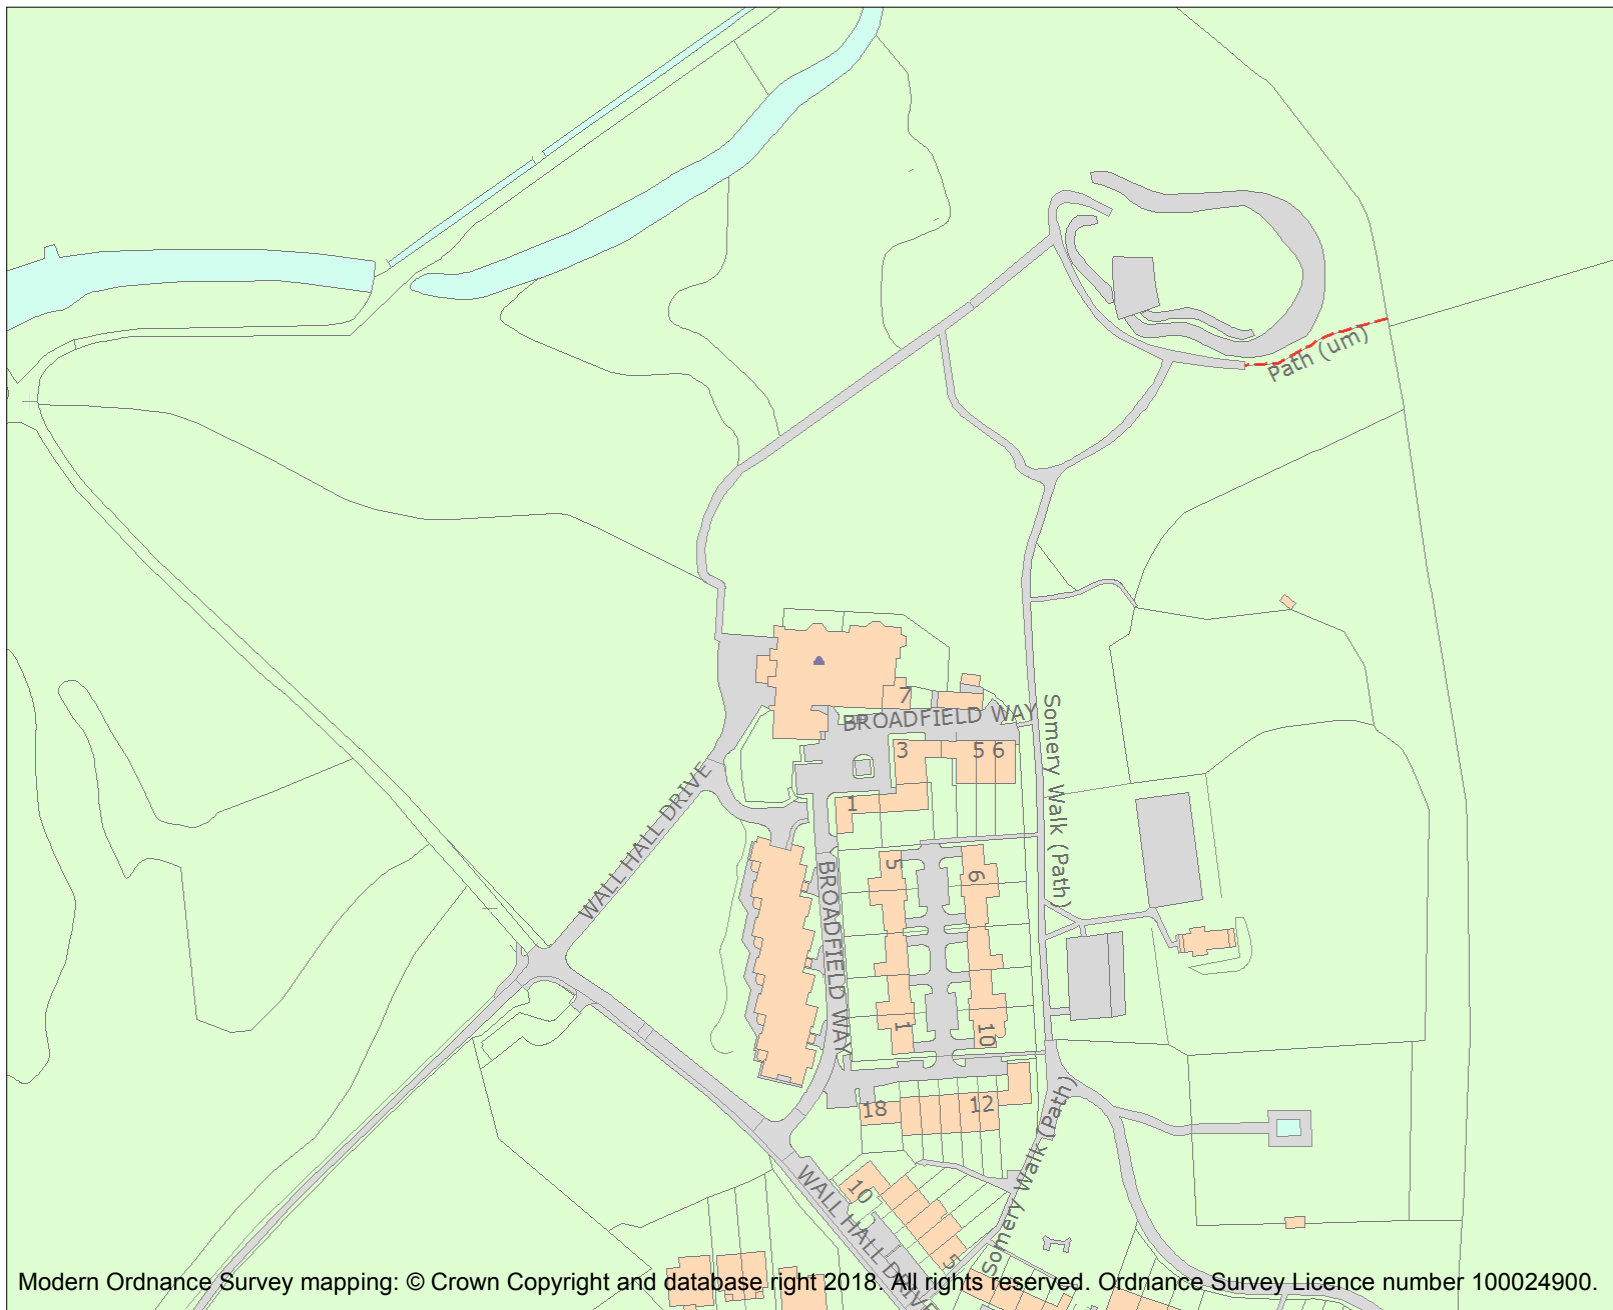 Path (um)
7
BROADFIELD WAY
Somery Walk (Path)
3
5 6
WALL HALL DRIVE
1
5
6
BROADFIELD WAY
1
10
18
12
Somery Walk (Path)
10
WALL HALL DRIVE
5
Modern Ordnance Survey mapping: © Crown Copyright and database right 2018. All rights reserved. Ordnance Survey Licence number 100024900.